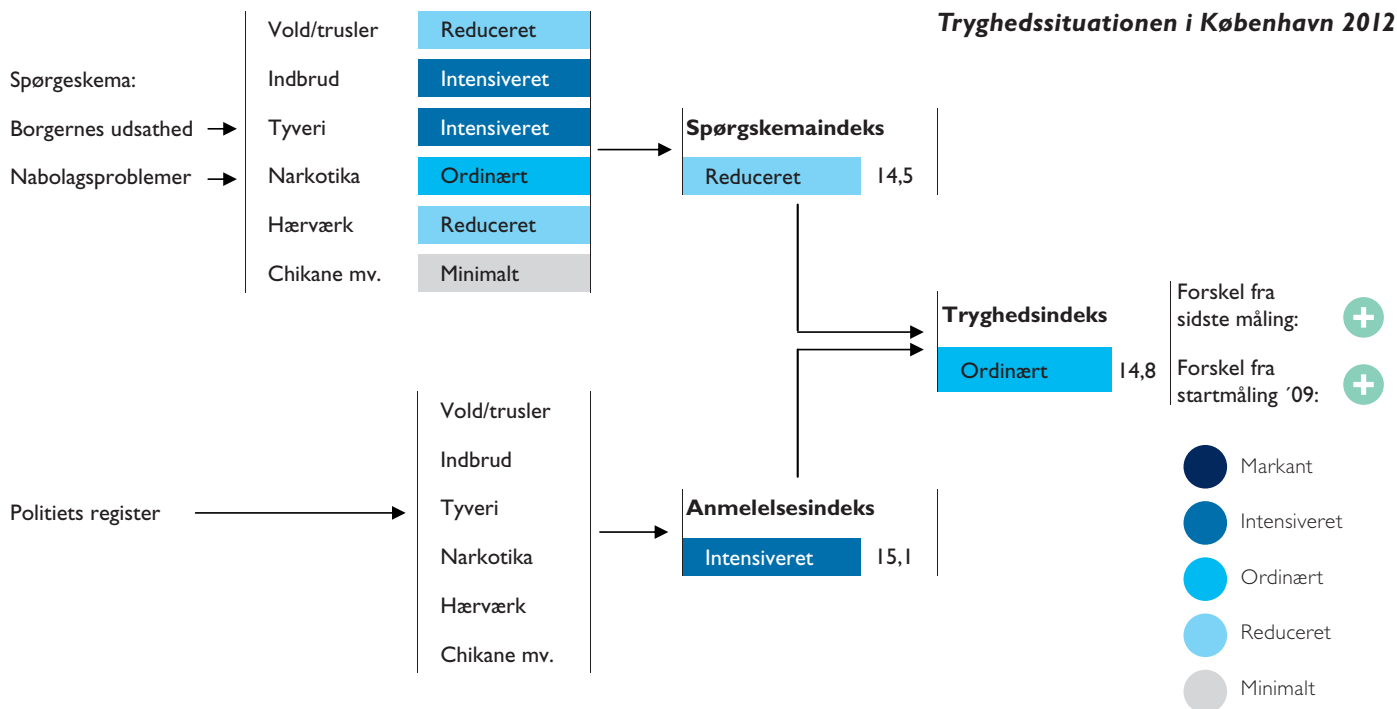 Tryghedssituationen i København 2012
Spørgeskema:
Borgernes udsathed
Nabolagsproblemer
Vold/trusler Reduceret
Indbrud Intensiveret
Tyveri Intensiveret
Narkotika Ordinært
Hærværk Reduceret
Chikane mv. Minimalt
Spørgskemaindeks
Reduceret 14,5
Politiets register
Vold/trusler
Indbrud
Tyveri
Narkotika
Hærværk
Chikane mv.
Anmelelsesindeks
Intensiveret 15,1
Tryghedsindeks
Ordinært 14,8
Forskel fra
sidste måling:
Forskel fra
startmåling ´09:
Markant
Intensiveret
Ordinært
Reduceret
Minimalt